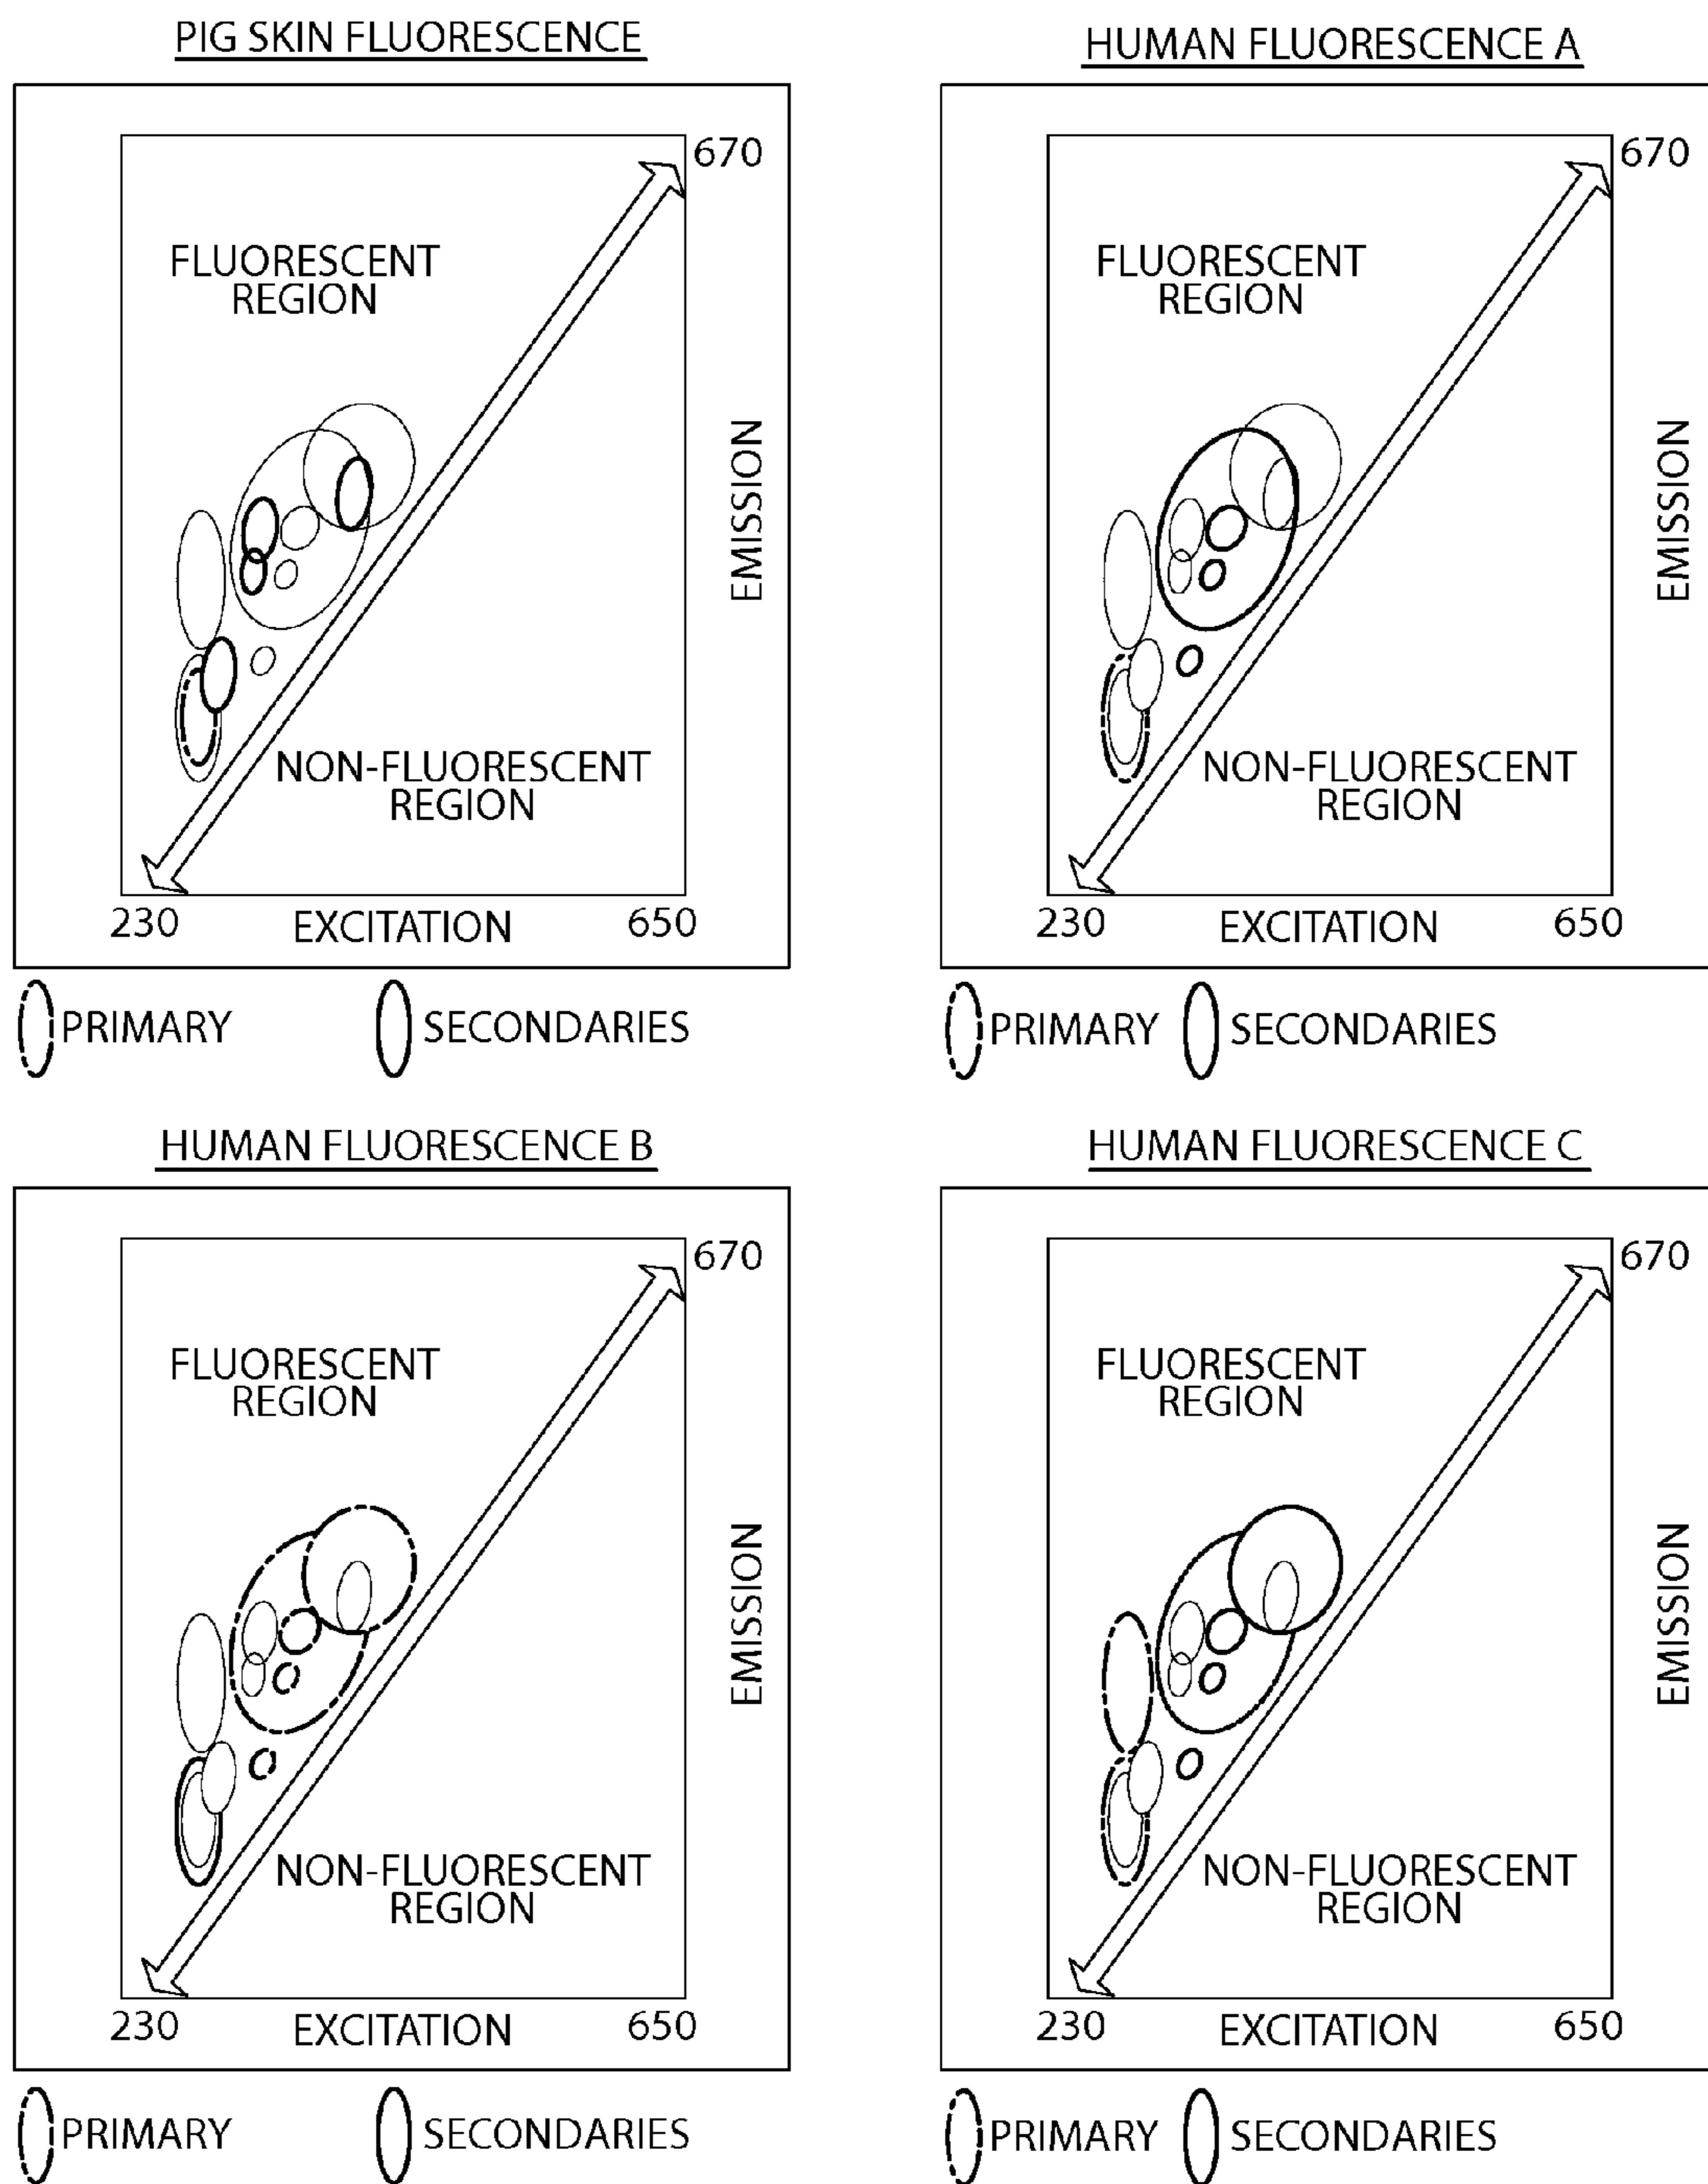 PIG SKIN FLUORESCENCE
670
FLUORESCENT
REGION
EMISSION
NON-FLUORESCENT
REGION
230 EXCITATION 650
PRIMARY SECONDARIES
HUMAN FLUORESCENCE A
670
FLUORESCENT
REGION
EMISSION
NON-FLUORESCENT
REGION
230 EXCITATION 650
PRIMARY SECONDARIES
HUMAN FLUORESCENCE B
670
FLUORESCENT
REGION
EMISSION
NON-FLUORESCENT
REGION
230 EXCITATION 650
PRIMARY SECONDARIES
HUMAN FLUORESCENCE C
670
FLUORESCENT
REGION
EMISSION
NON-FLUORESCENT
REGION
230 EXCITATION 650
PRIMARY SECONDARIES